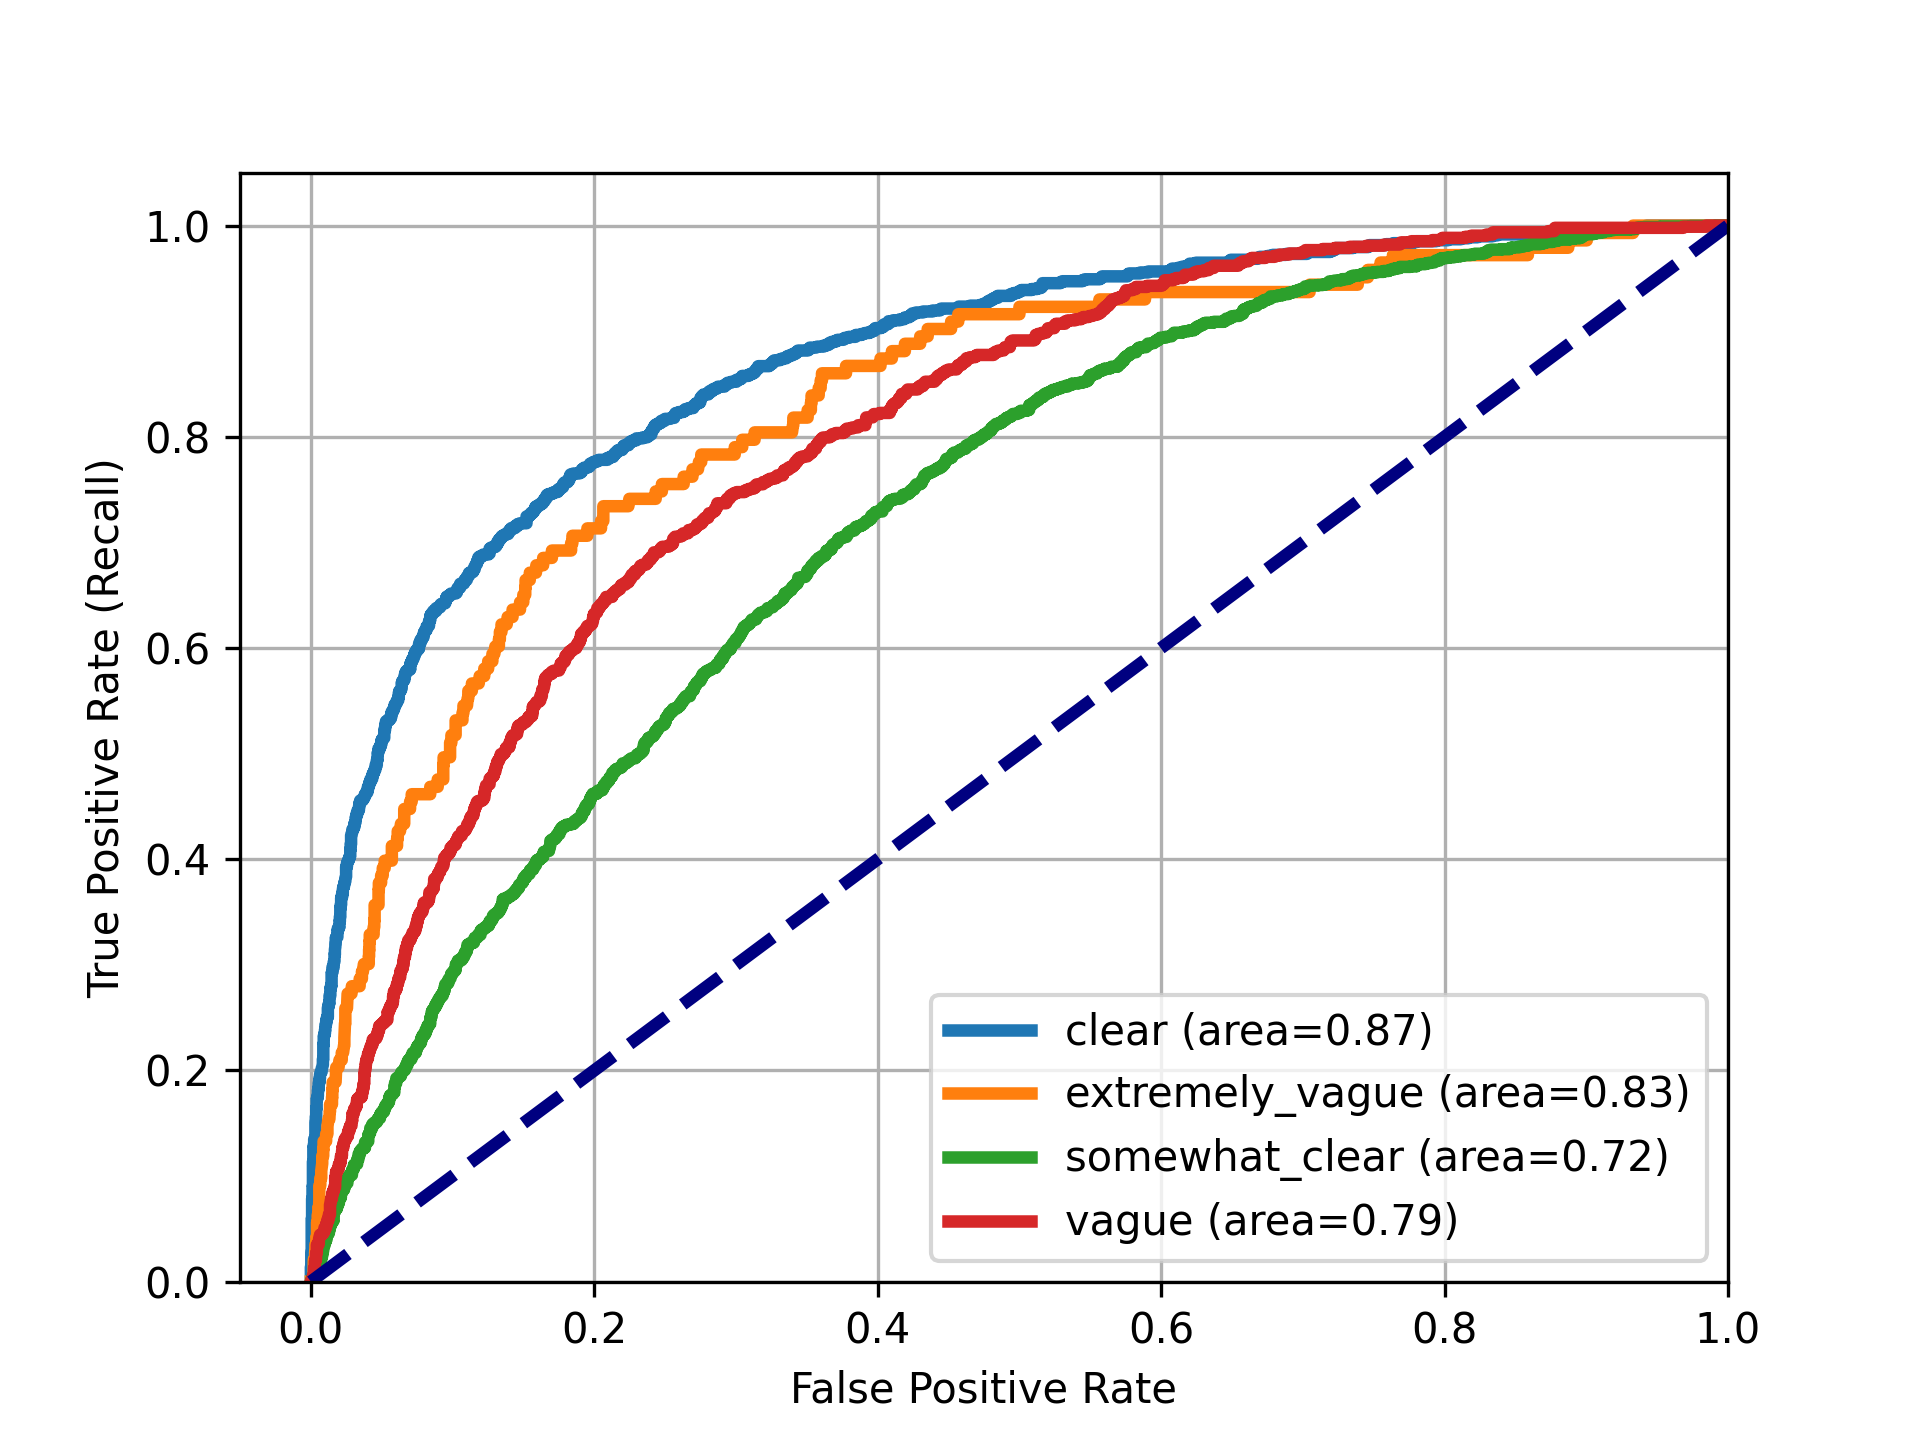 1.0
0.8
0.6
0.4
0.2
0.0
True Positive Rate (Recall)
clear (area=0.87)
extremely_vague (area=0.83)
somewhat_clear (area=0.72)
vague (area=0.79)
0.0 0.2 0.4 0.6 0.8 1.0
False Positive Rate